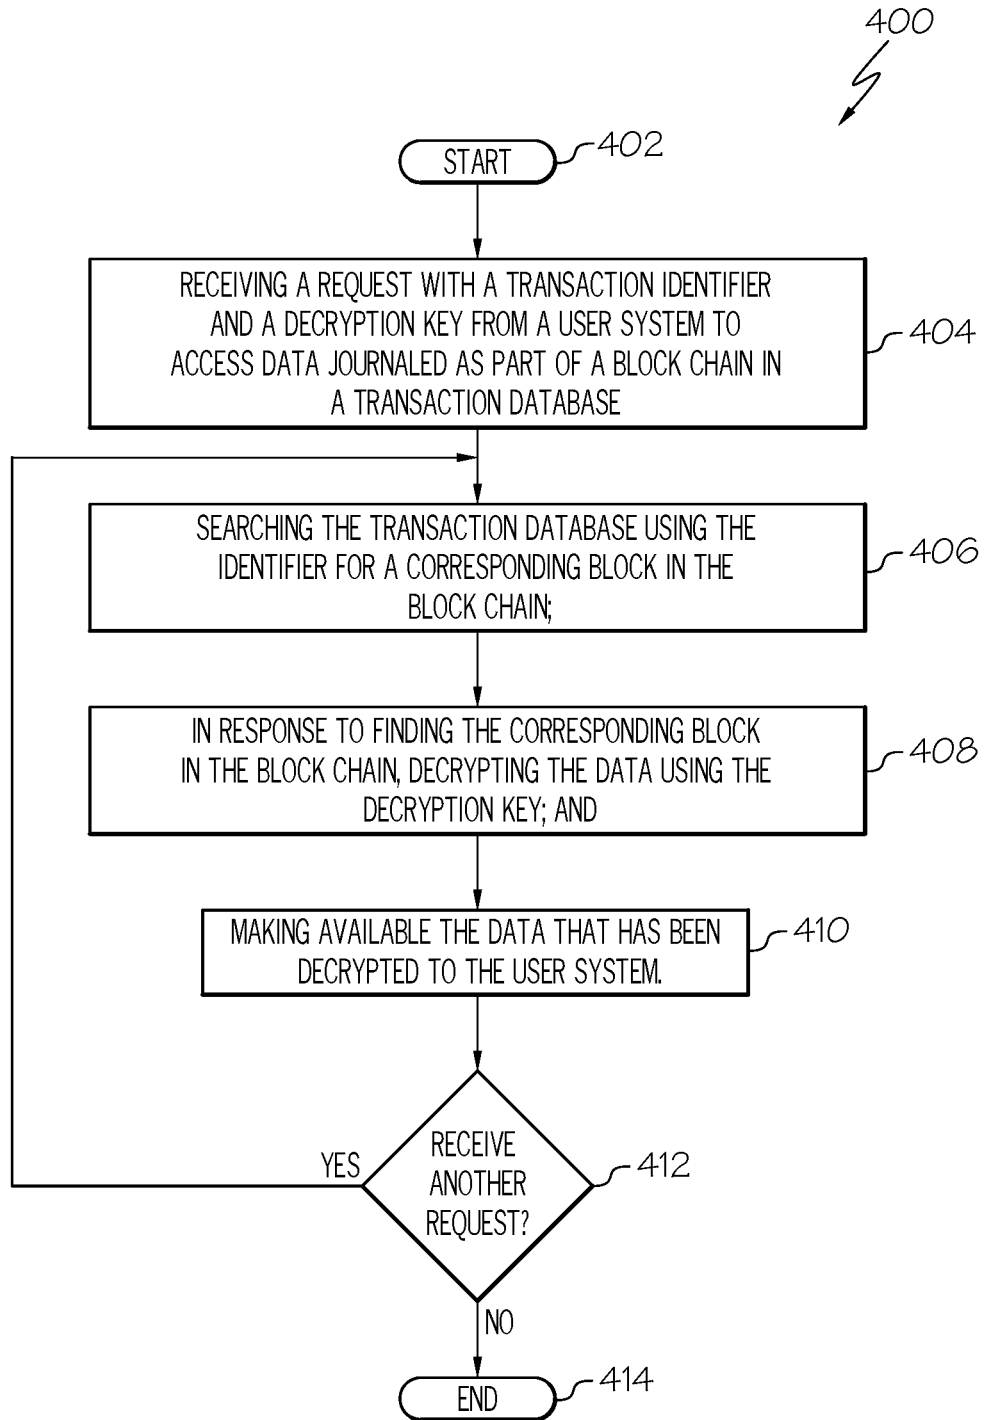 400
START
402
RECEIVING A REQUEST WITH A TRANSACTION IDENTIFIER
AND A DECRYPTION KEY FROM A USER SYSTEM TO
ACCESS DATA JOURNALED AS PART OF A BLOCK CHAIN IN
A TRANSACTION DATABASE
404
SEARCHING THE TRANSACTION DATABASE USING THE
IDENTIFIER FOR A CORRESPONDING BLOCK IN THE
BLOCK CHAIN;
406
IN RESPONSE TO FINDING THE CORRESPONDING BLOCK
IN THE BLOCK CHAIN, DECRYPTING THE DATA USING THE
DECRYPTION KEY; AND
408
MAKING AVAILABLE THE DATA THAT HAS BEEN
DECRYPTED TO THE USER SYSTEM.
410
YES
RECEIVE
ANOTHER
REQUEST?
412
NO
END
414